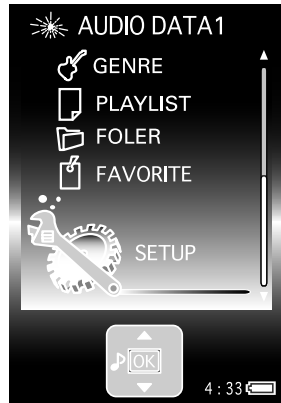 AUDIO DATA1
GENRE
PLAYLIST
FOLER
FAVORITE
SETUP
OK
4:33